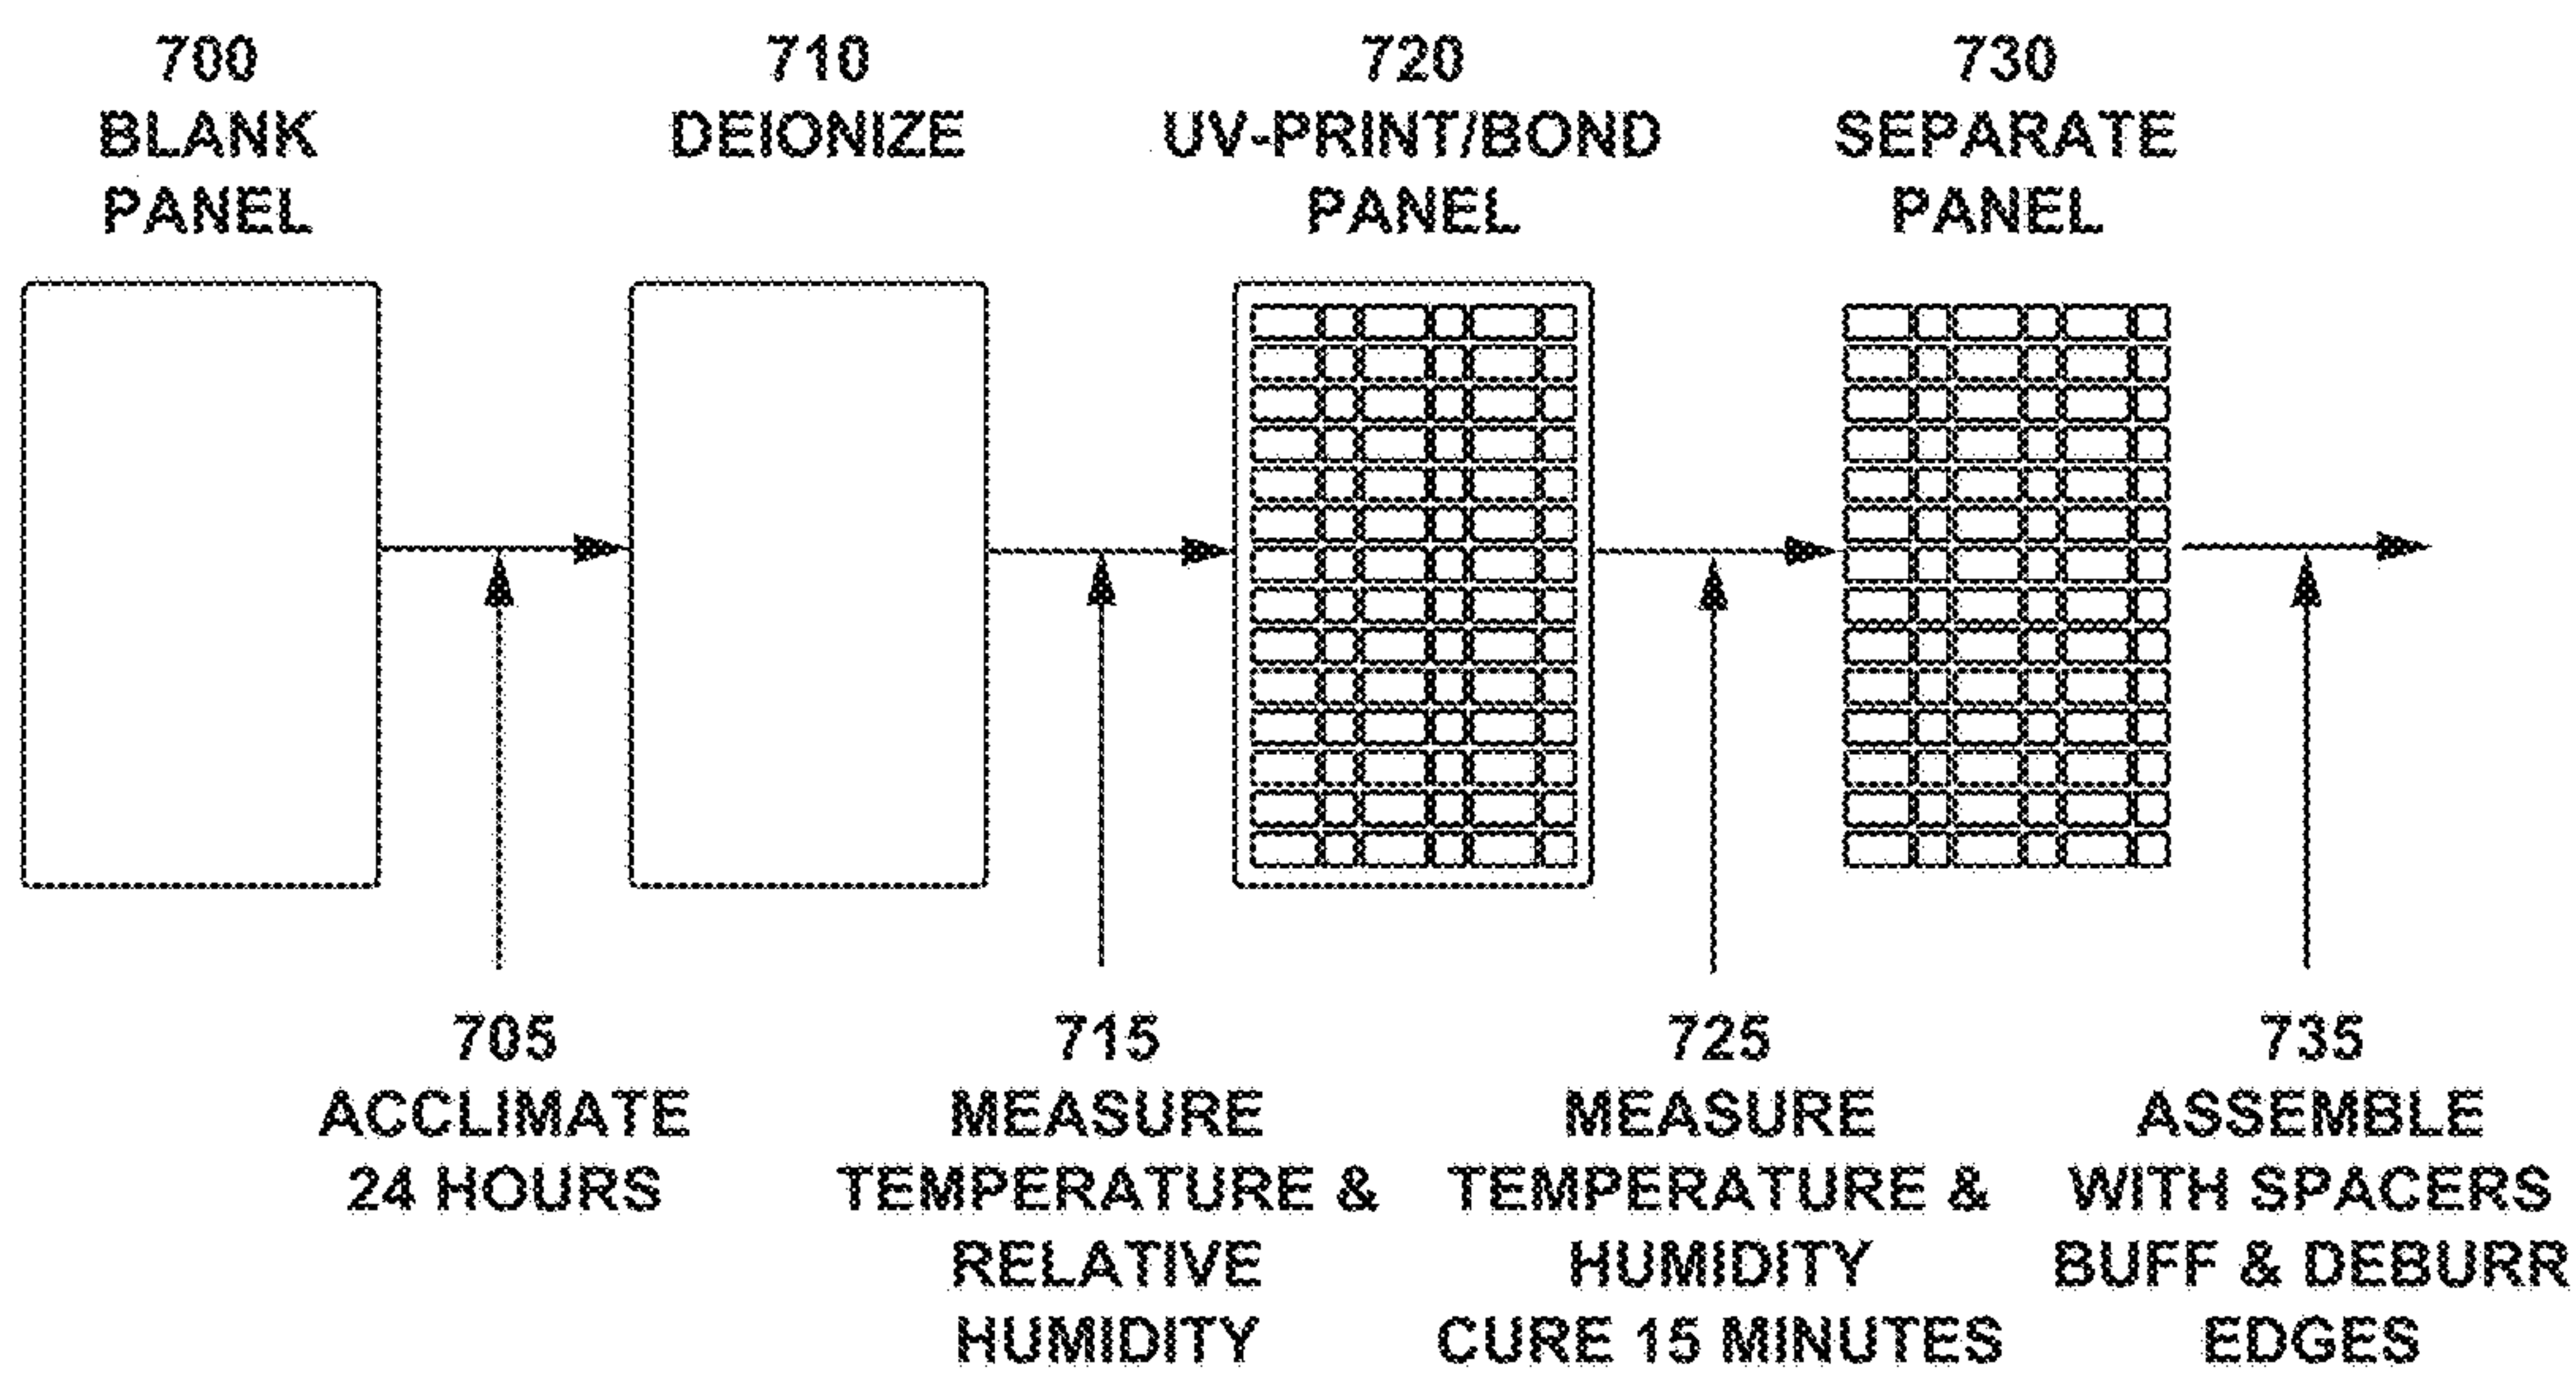 700
BLANK
PANEL
710
DEIONIZE
720
UV-PRINT/BOND
PANEL
730
SEPARATE
PANEL
705
ACCLIMATE
24 HOURS
715
MEASURE
TEMPERATURE &
RELATIVE
HUMIDITY
725
MEASURE
TEMPERATURE &
HUMIDITY
CURE 15 MINUTES
735
ASSEMBLE
WITH SPACERS
BUFF & DEBURR
EDGES